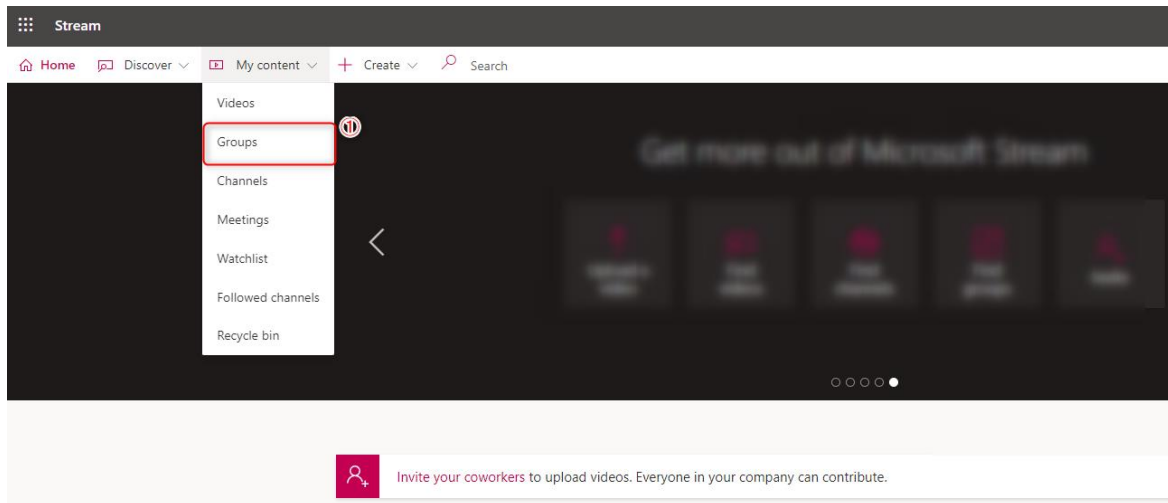 Stream
Home Discover My content Create Search
Videos
Groups
1
Channels
Meetings
Watchlist
Followed channels
Recycle bin
Get more out of Microsoft Stream
Invite your coworkers to upload videos. Everyone in your company can contribute.